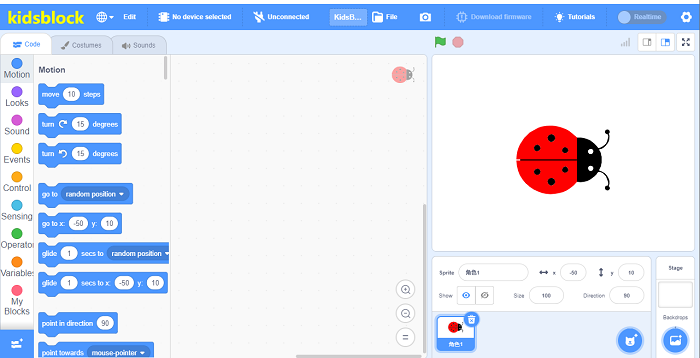 kidsblock Edit No device selected Unconnected KidsB... File Download firmware Tutorials Realtime
Code Costumes Sounds
Motion
Looks
Sound
Events
Control
Sensing
Operator
Variables
My
Blocks
Motion
move 10 steps
turn 15 degrees
turn 15 degrees
go to random position
go to x: -50 y: 10
glide 1 secs to random position
glide 1 secs to x: -50 y: 10
point in direction 90
point towards mouse-pointer
Sprite 角色1 x -50 y 10
Show Size 100 Direction 90
角色1
Stage
Backdrops